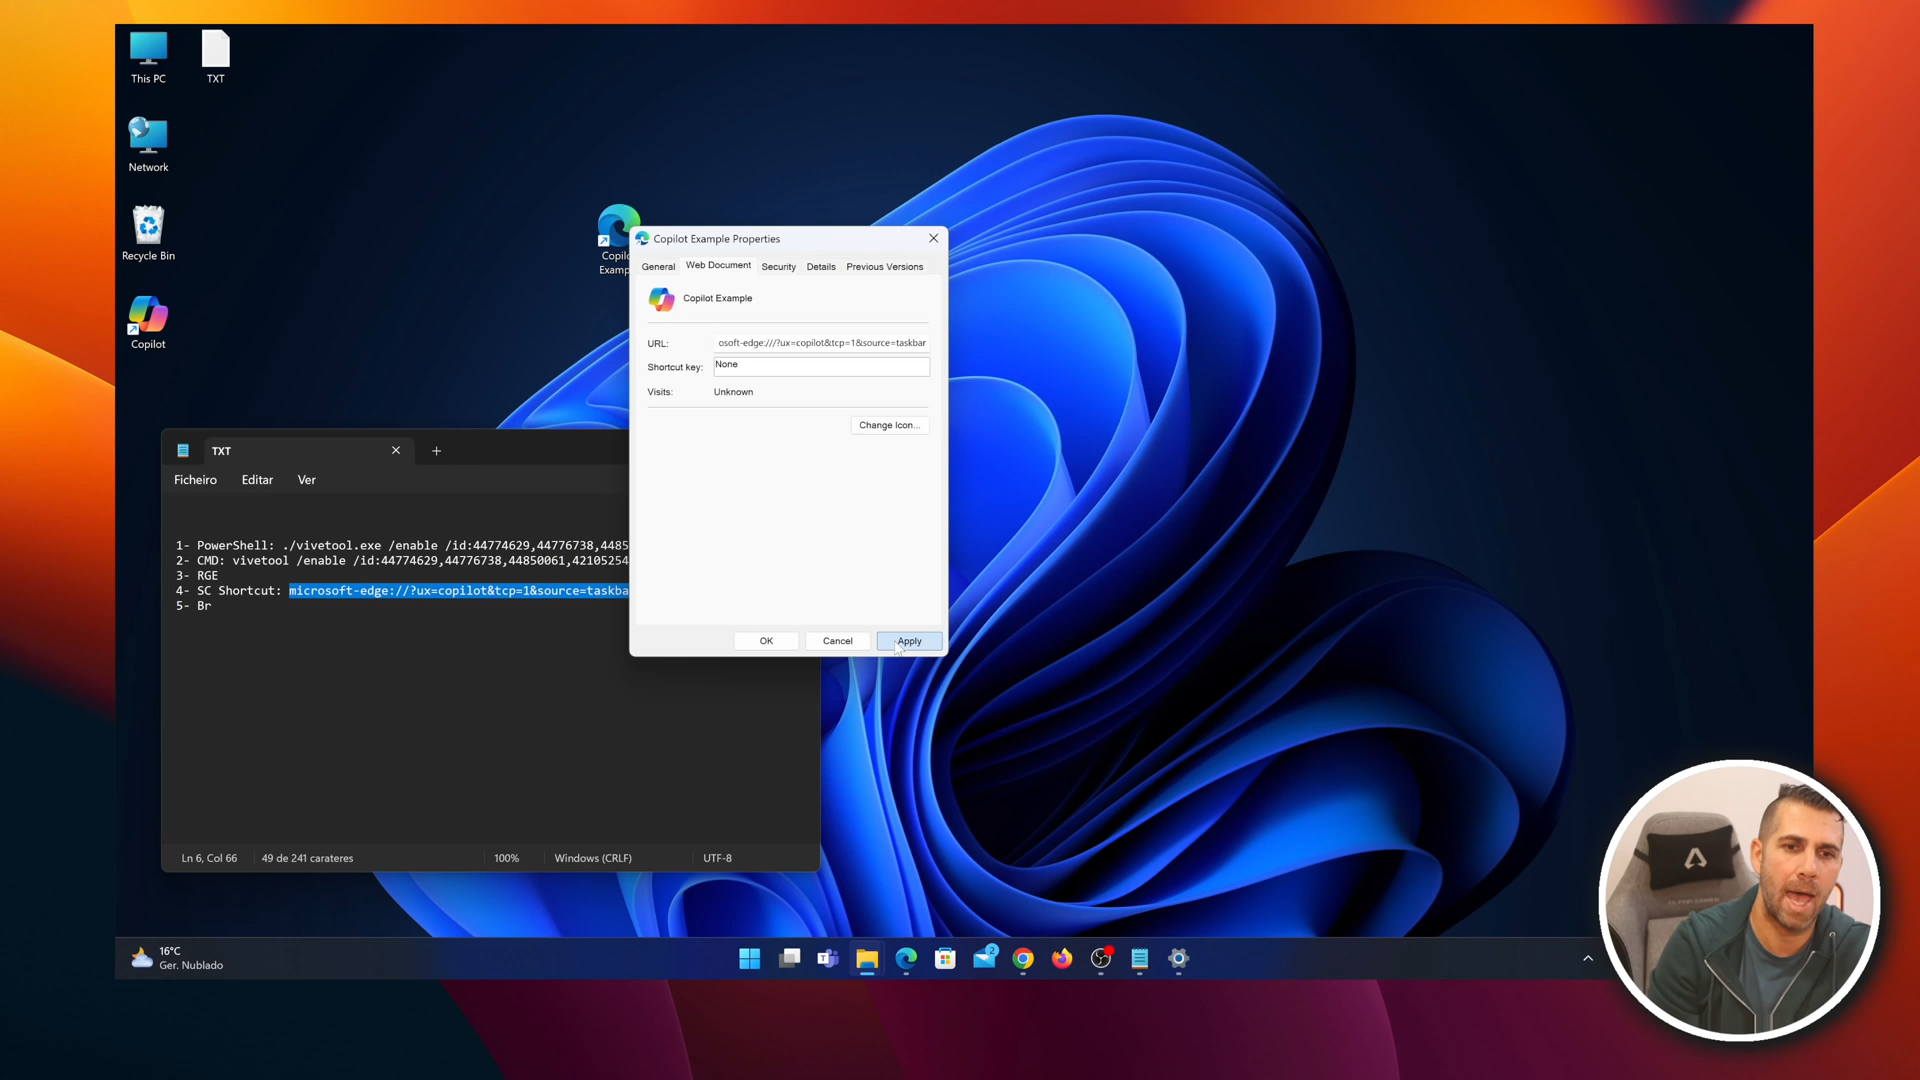 This PC
TXT
Network
Recycle Bin
Copilot
Copilot Example Properties
General Web Document Security Details Previous Versions
Copilot Example
URL: osoft-edge:///?ux=copilot&tcp=1&source=taskbar
Shortcut key: None
Visits: Unknown
Change Icon...
OK Cancel Apply
TXT
Ficheiro Editar Ver
1- PowerShell: ./vivetool.exe /enable /id:44774629,44776738,4485
2- CMD: vivetool /enable /id:44774629,44776738,44850061,42105254
3- RGE
4- SC Shortcut: microsoft-edge://?ux=copilot&tcp=1&source=taskba
5- Br
Ln 6, Col 66 49 de 241 carateres 100% Windows (CRLF) UTF-8
16°C
Ger. Nublado
2